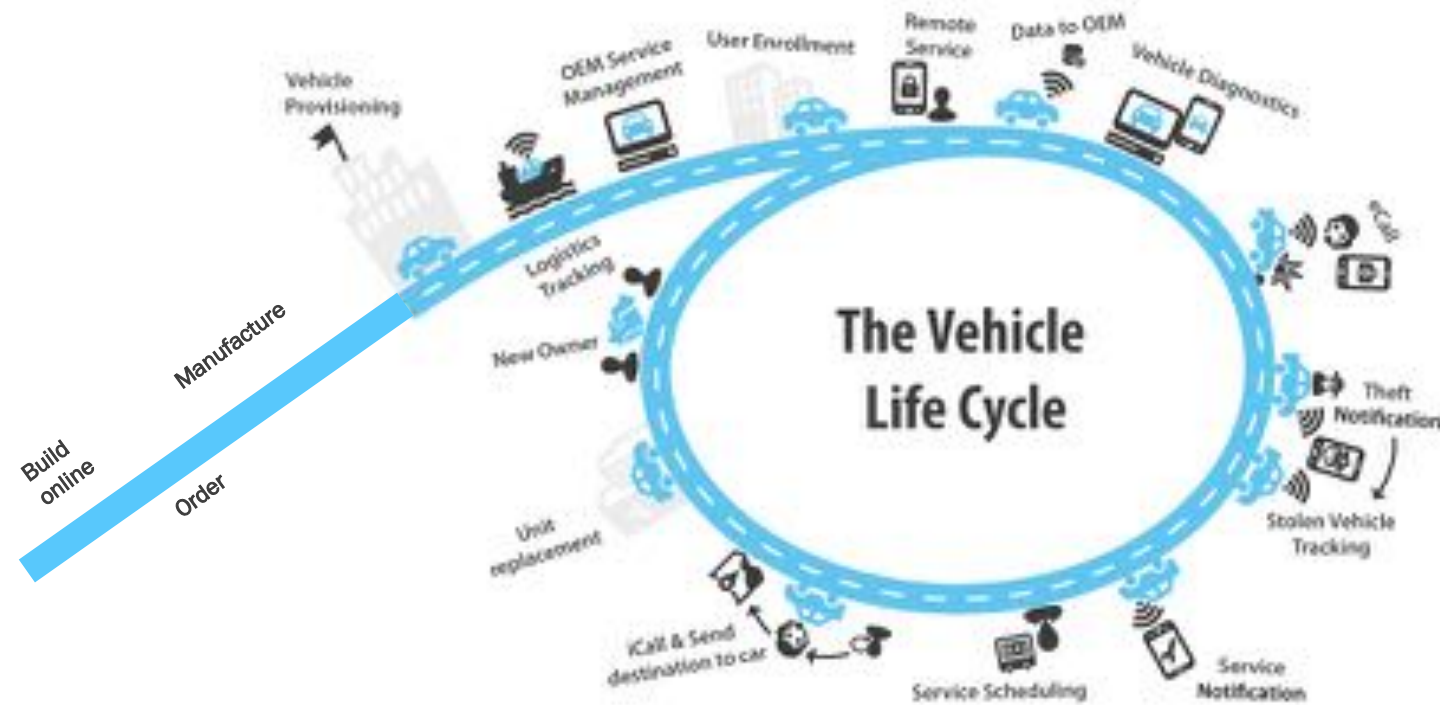 Build
online
Manufacture
Order
Vehicle
Provisioning
Logistics
Tracking
OEM Service
Management
User Enrollment
Remote
Service
Data to OEM
Vehicle Diagnostics
eCall
Theft
Notification
Stolen Vehicle
Tracking
Service
Notification
Service Scheduling
iCall & Send
destination to car
Unit
replacement
New Owner
The Vehicle
Life Cycle